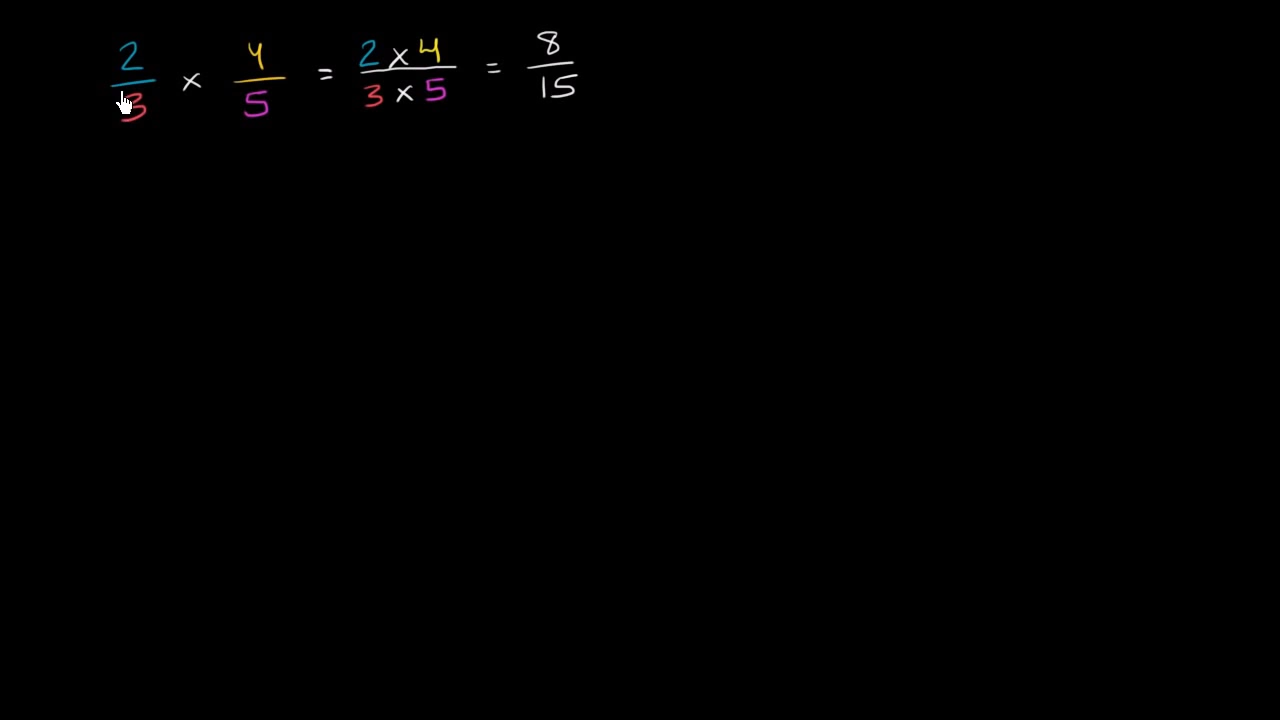 2/3 × 4/5 = 2 × 4 / 3 × 5 = 8/15